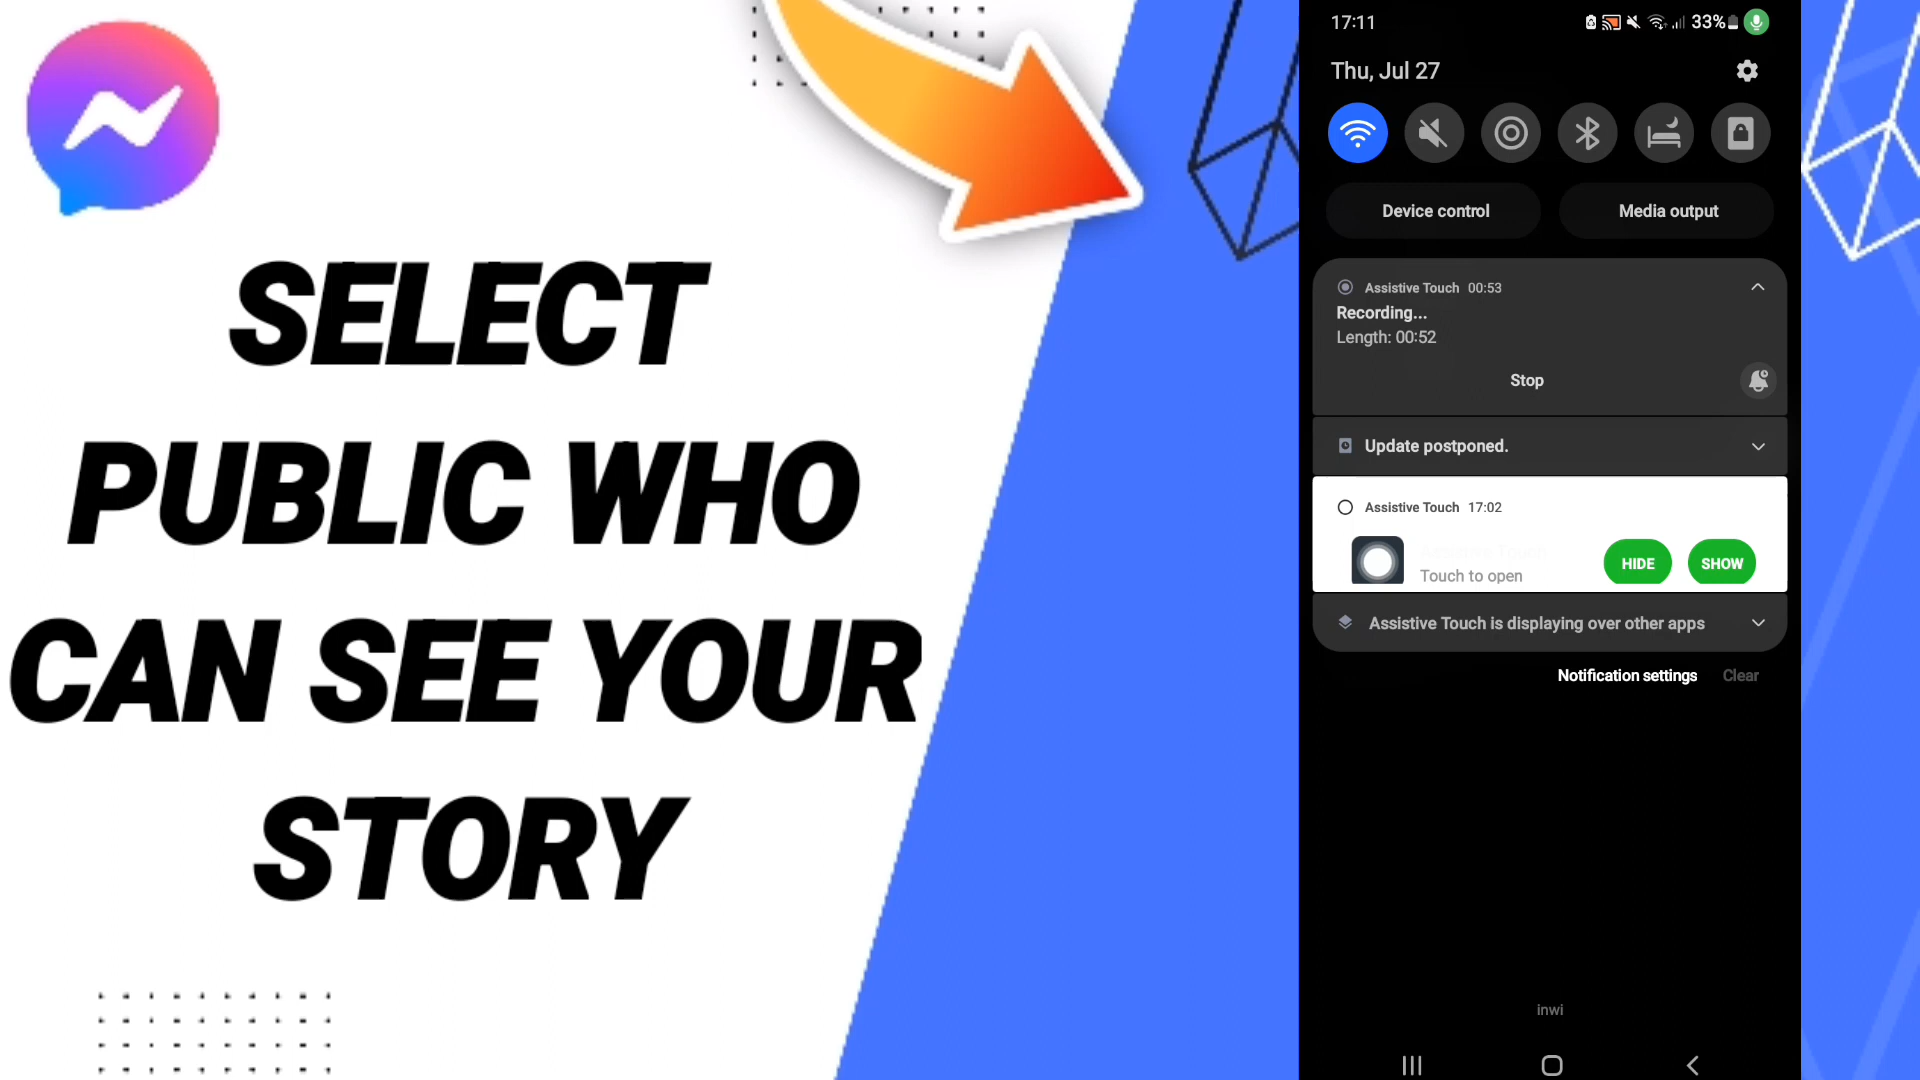 SELECT
PUBLIC WHO
CAN SEE YOUR
STORY
17:11
33%
Thu, Jul 27
Device control
Media output
Assistive Touch 00:53
Recording...
Length: 00:52
Stop
Update postponed.
Assistive Touch 17:02
Assistive Touch
Touch to open
HIDE
SHOW
Assistive Touch is displaying over other apps
Notification settings
Clear
inwi